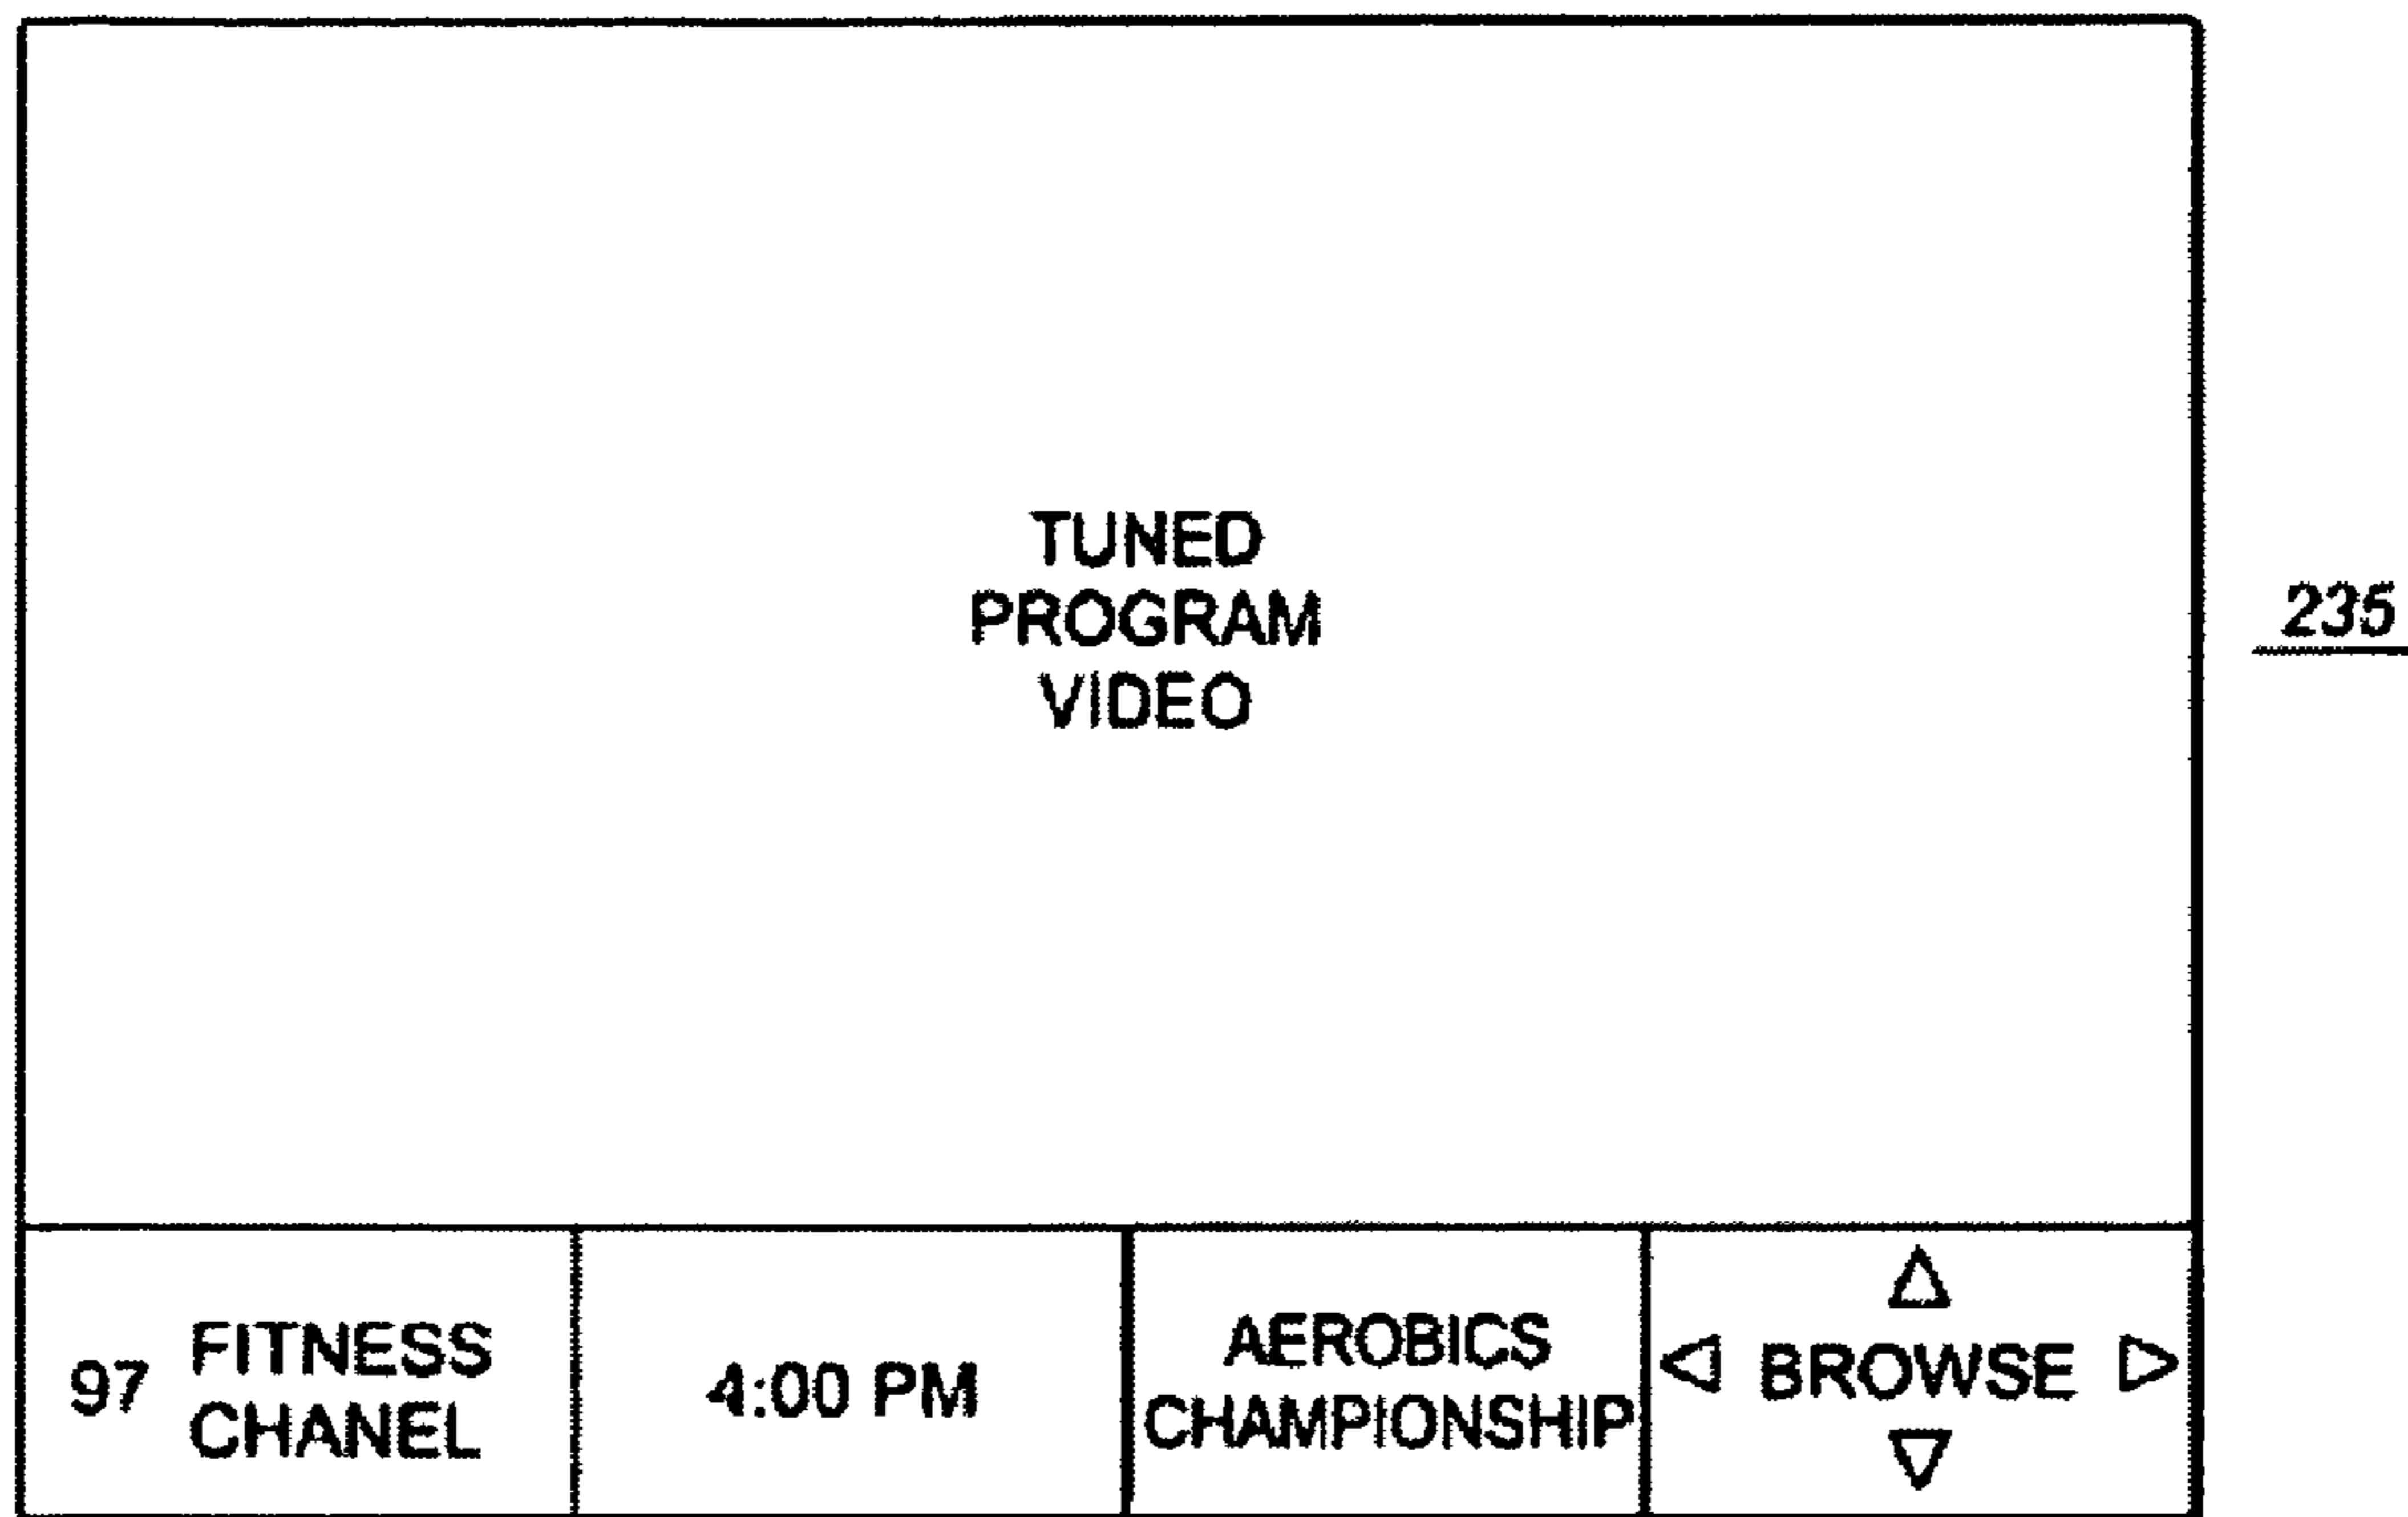 TUNED
PROGRAM
VIDEO
235
97 FITNESS
CHANEL
4:00 PM
AEROBICS
CHAMPIONSHIP
BROWSE